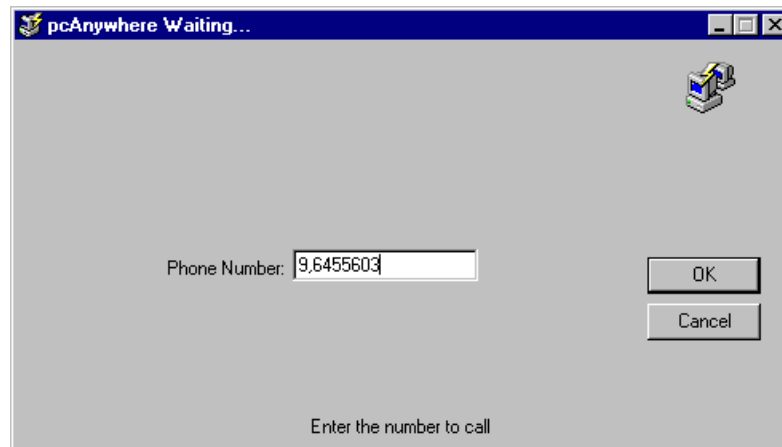 pcAnywhere Waiting...
Phone Number: 9,6455603
OK
Cancel
Enter the number to call